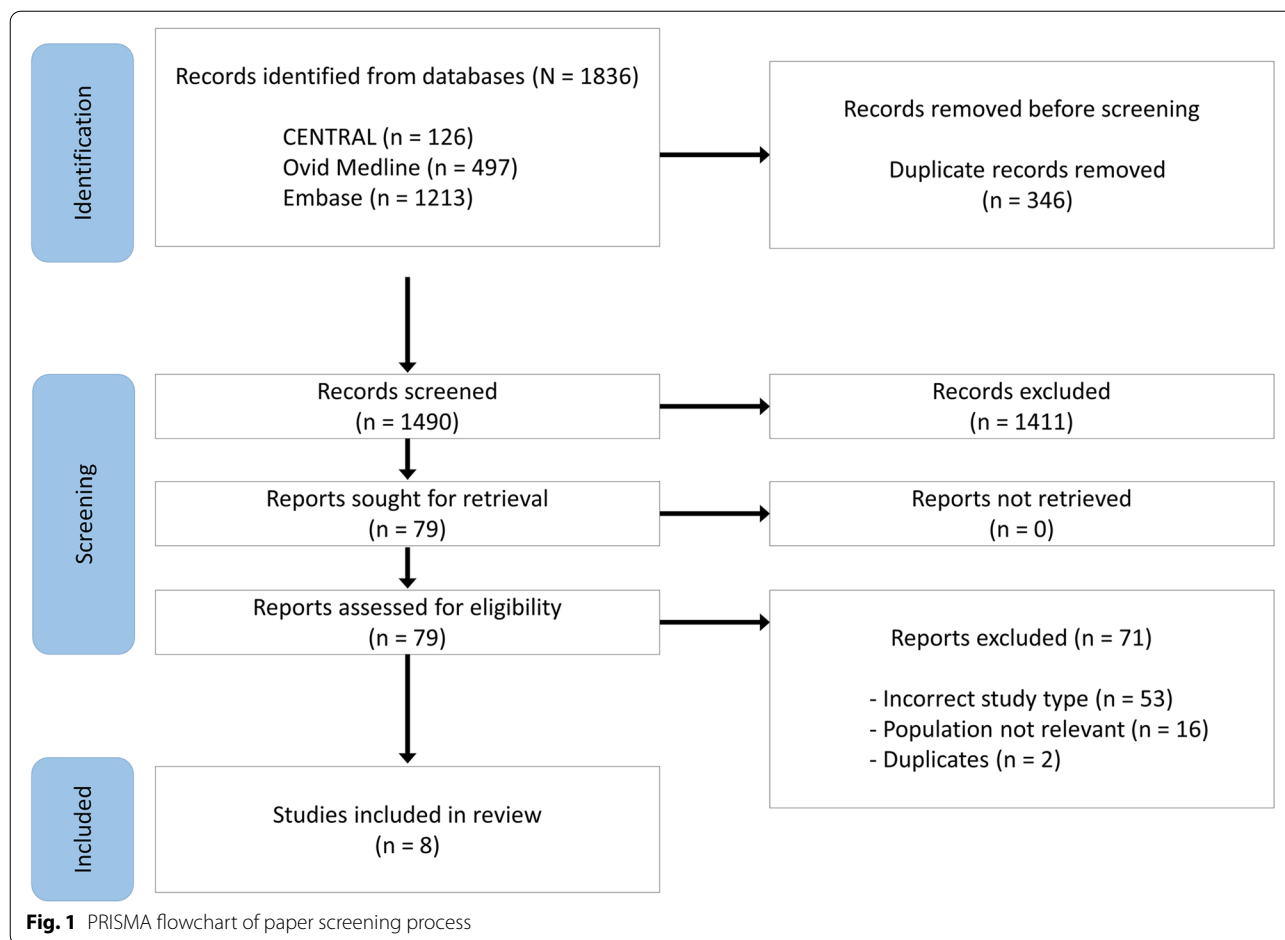 Identification
Records identified from databases (N = 1836)
CENTRAL (n = 126)
Ovid Medline (n = 497)
Embase (n = 1213)
Records removed before screening
Duplicate records removed
(n = 346)
Screening
Records screened
(n = 1490)
Records excluded
(n = 1411)
Reports sought for retrieval
(n = 79)
Reports not retrieved
(n = 0)
Reports assessed for eligibility
(n = 79)
Reports excluded (n = 71)
- Incorrect study type (n = 53)
- Population not relevant (n = 16)
- Duplicates (n = 2)
Included
Studies included in review
(n = 8)
Fig. 1 PRISMA flowchart of paper screening process